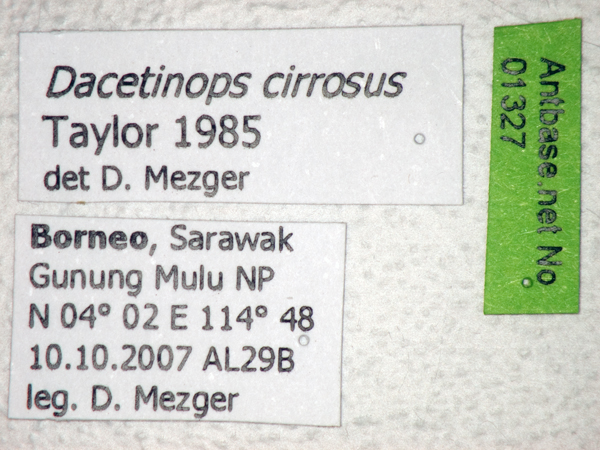 Dacetinops cirrosus
Taylor 1985
det D. Mezger
Borneo, Sarawak
Gunung Mulu NP
N 04° 02 E 114° 48
10.10.2007 AL29B
leg. D. Mezger
Antbase.net No
01327